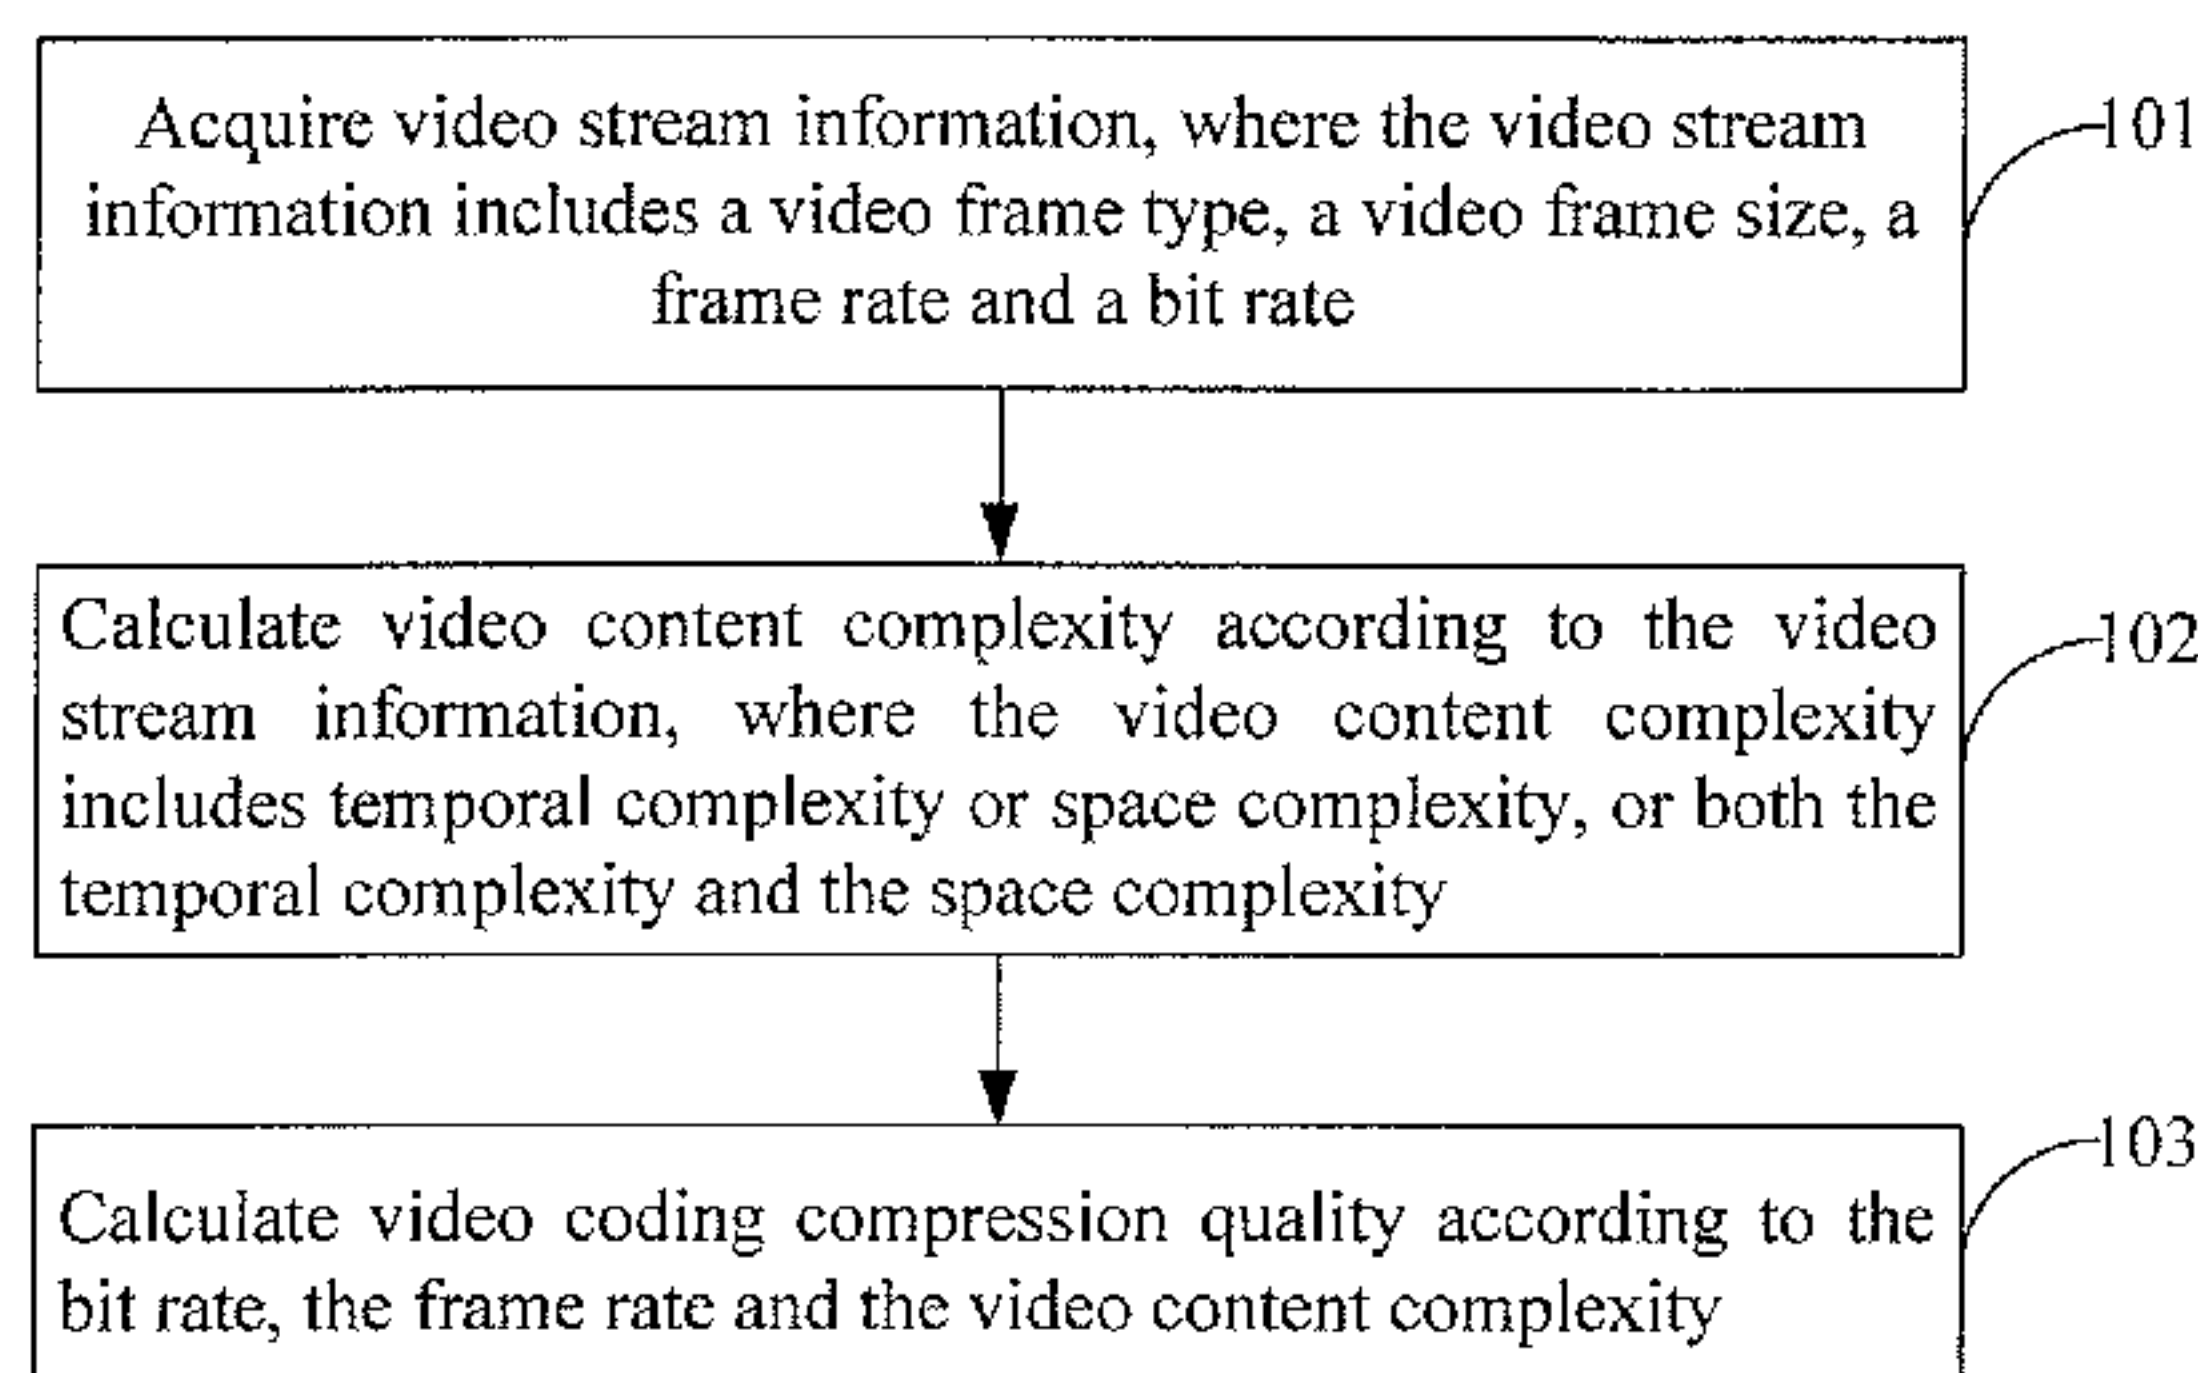 Acquire video stream information, where the video stream
information includes a video frame type, a video frame size, a
frame rate and a bit rate
101
Calculate video content complexity according to the video
stream information, where the video content complexity
includes temporal complexity or space complexity, or both the
temporal complexity and the space complexity
102
Calculate video coding compression quality according to the
bit rate, the frame rate and the video content complexity
103